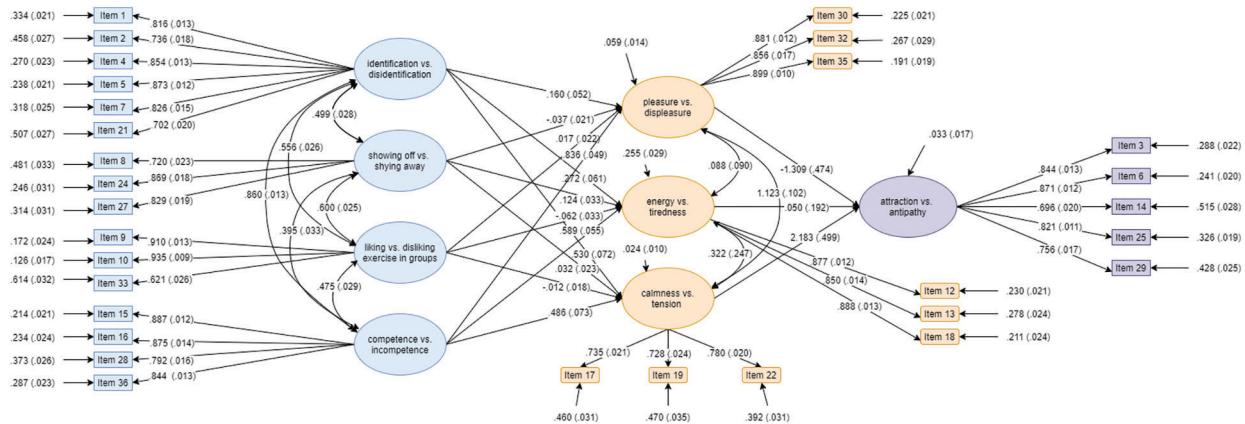 .334 (.021) Item 1 .816 (.013)
.458 (.027) Item 2 .736 (.018)
.270 (.023) Item 4 .854 (.013)
.238 (.021) Item 5 .873 (.012)
.318 (.025) Item 7 .826 (.015)
.507 (.027) Item 21 .702 (.020)
.481 (.033) Item 8 .720 (.023)
.246 (.031) Item 24 .869 (.018)
.314 (.031) Item 27 .829 (.019)
.172 (.024) Item 9 .910 (.013)
.126 (.017) Item 10 .935 (.009)
.614 (.032) Item 33 .621 (.026)
.214 (.021) Item 15 .887 (.012)
.234 (.024) Item 16 .875 (.014)
.373 (.026) Item 28 .792 (.016)
.287 (.023) Item 36 .844 (.013)
identification vs.
disidentification
showing off vs.
shying away
liking vs. disliking
exercise in groups
competence vs.
incompetence
.499 (.028)
.556 (.026)
.860 (.013)
.600 (.025)
.395 (.033)
.475 (.029)
.160 (.052)
-.037 (.021)
.017 (.022)
.836 (.049)
.272 (.061)
.124 (.033)
-.062 (.033)
.589 (.055)
.530 (.072)
.032 (.023)
-.012 (.018)
.486 (.073)
.059 (.014)
pleasure vs.
displeasure
.255 (.029)
energy vs.
tiredness
.024 (.010)
calmness vs.
tension
.881 (.012) Item 30 .225 (.021)
.856 (.017) Item 32 .267 (.029)
.899 (.010) Item 35 .191 (.019)
.088 (.090)
1.123 (.102)
.322 (.247)
-1.309 (.474)
.050 (.192)
2.183 (.499)
.877 (.012) Item 12 .230 (.021)
.850 (.014) Item 13 .278 (.024)
.888 (.013) Item 18 .211 (.024)
.735 (.021) .728 (.024) .780 (.020)
Item 17 Item 19 Item 22
.460 (.031) .470 (.035) .392 (.031)
.033 (.017)
attraction vs.
antipathy
.844 (.013) Item 3 .288 (.022)
.871 (.012) Item 6 .241 (.020)
.696 (.020) Item 14 .515 (.028)
.821 (.011) Item 25 .326 (.019)
.756 (.017) Item 29 .428 (.025)